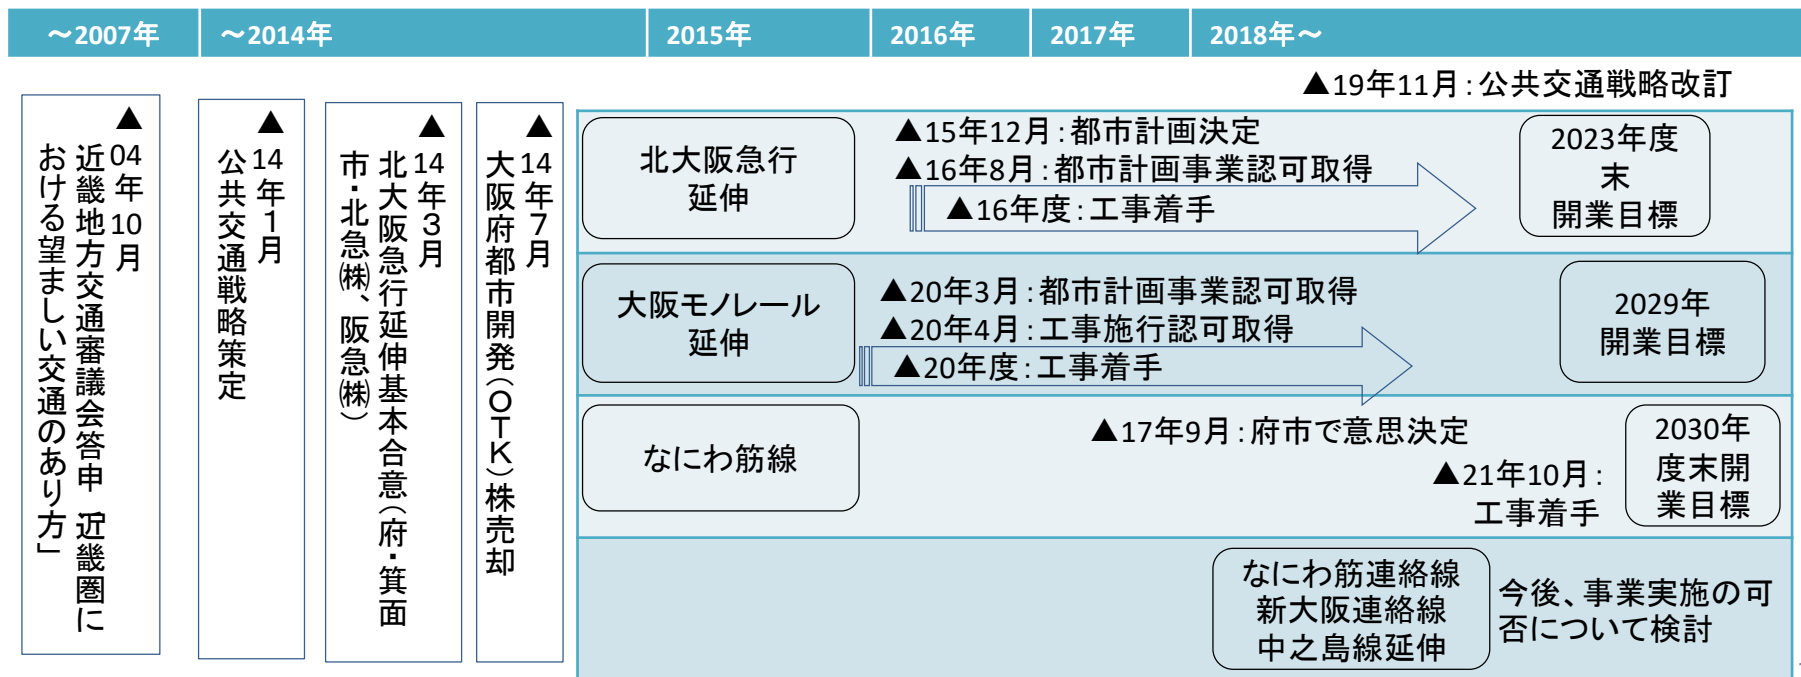 ～2007年
～2014年
2015年
2016年
2017年
2018年～
▲19年11月：公共交通戦略改訂
▲04年10月
近畿地方交通審議会答申「近畿圏に
おける望ましい交通のあり方」
▲14年１月
公共交通戦略策定
▲14年３月
北大阪急行延伸基本合意（府・箕面
市・北急㈱、阪急㈱）
▲14年７月
大阪府都市開発（ＯＴＫ）株売却
北大阪急行
延伸
▲15年12月：都市計画決定
▲16年8月：都市計画事業認可取得
▲16年度：工事着手
2023年度
末
開業目標
大阪モノレール
延伸
▲20年3月：都市計画事業認可取得
▲20年4月：工事施行認可取得
▲20年度：工事着手
2029年
開業目標
なにわ筋線
▲17年9月：府市で意思決定
▲21年10月：
工事着手
2030年
度末開
業目標
なにわ筋連絡線
新大阪連絡線
中之島線延伸
今後、事業実施の可
否について検討